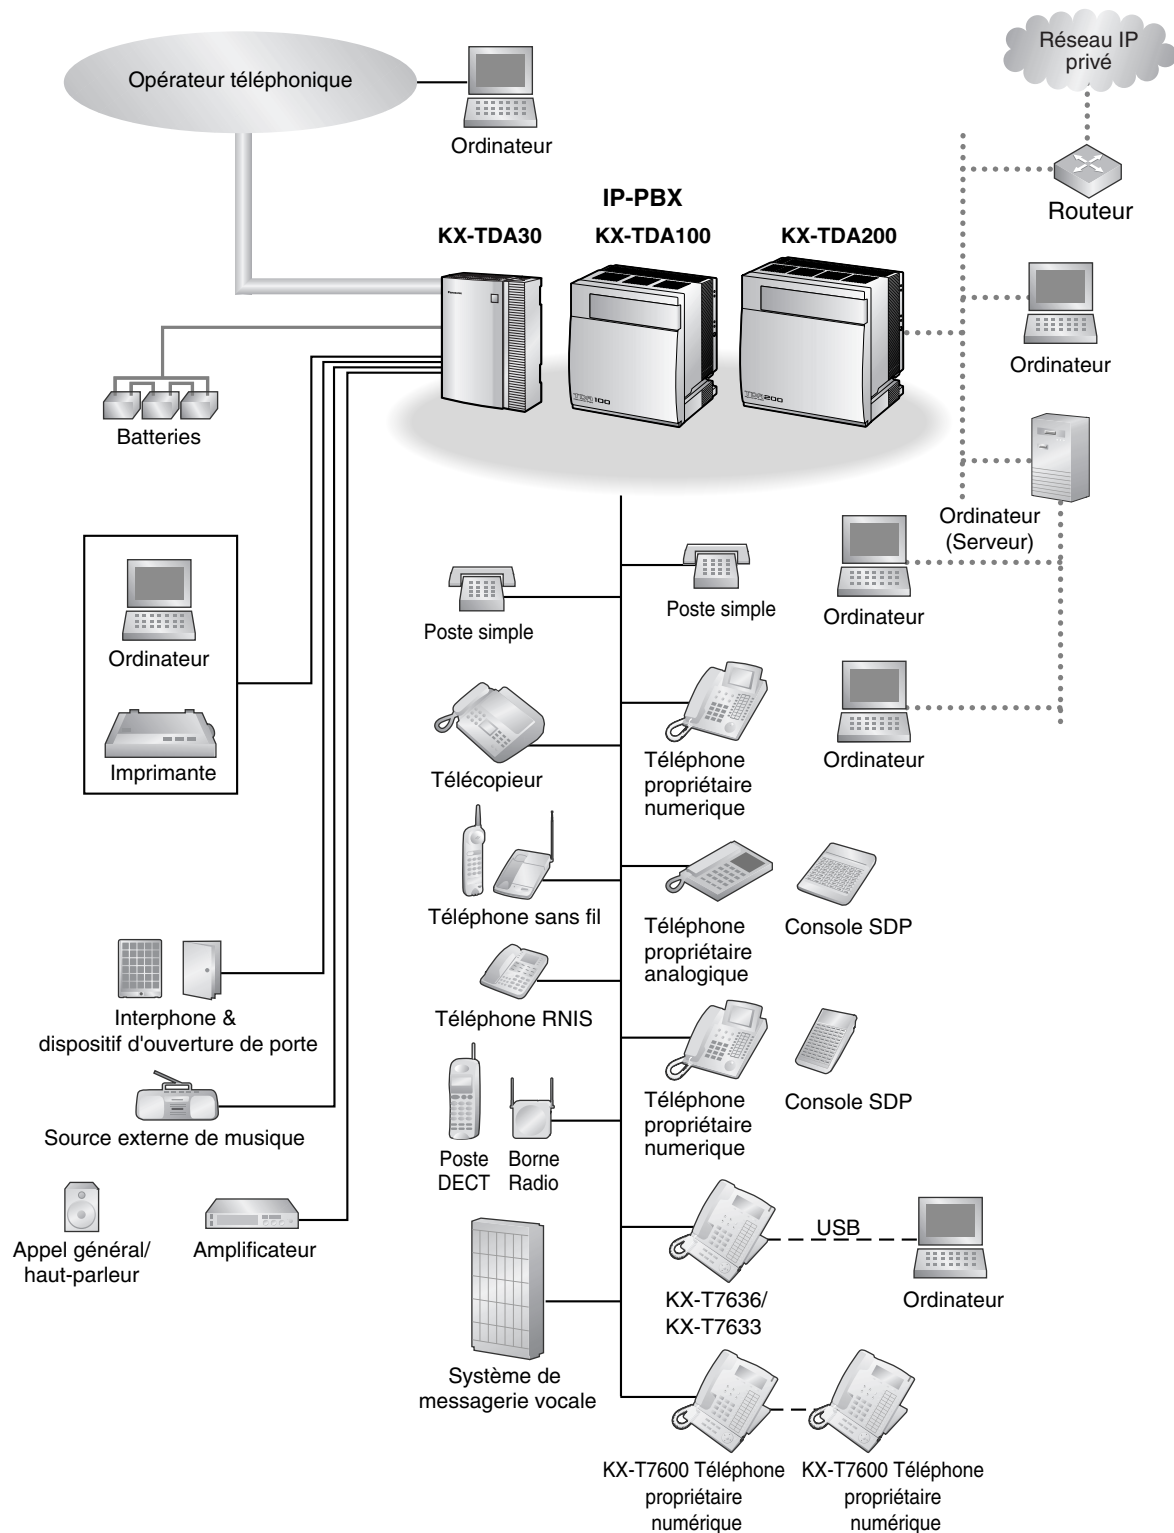 Opérateur téléphonique
Ordinateur
Réseau IP
privé
Routeur
IP-PBX
KX-TDA30
KX-TDA100
KX-TDA200
Panasonic
TDA100
TDA200
Ordinateur
Batteries
Ordinateur
(Serveur)
Ordinateur
Imprimante
Poste simple
Poste simple
Ordinateur
Télécopieur
Téléphone
propriétaire
numerique
Ordinateur
Téléphone sans fil
Téléphone
propriétaire
analogique
Console SDP
Interphone &
dispositif d'ouverture de porte
Téléphone RNIS
Téléphone
propriétaire
numerique
Console SDP
Source externe de musique
Poste
DECT
Borne
Radio
Appel général/
haut-parleur
Amplificateur
USB
KX-T7636/
KX-T7633
Ordinateur
Système de
messagerie vocale
KX-T7600 Téléphone
propriétaire
numérique
KX-T7600 Téléphone
propriétaire
numérique